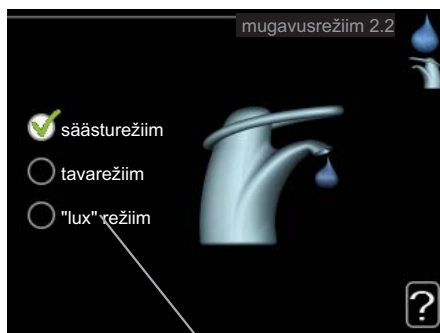 mugavusrežiim 2.2
säästurežiim
tavarežiim
"lux" režiim
?